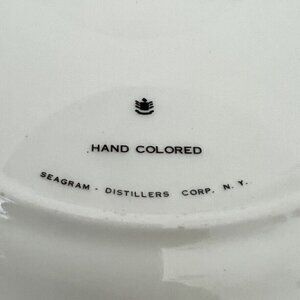 HAND COLORED
SEAGRAM - DISTILLERS CORP. N. Y.